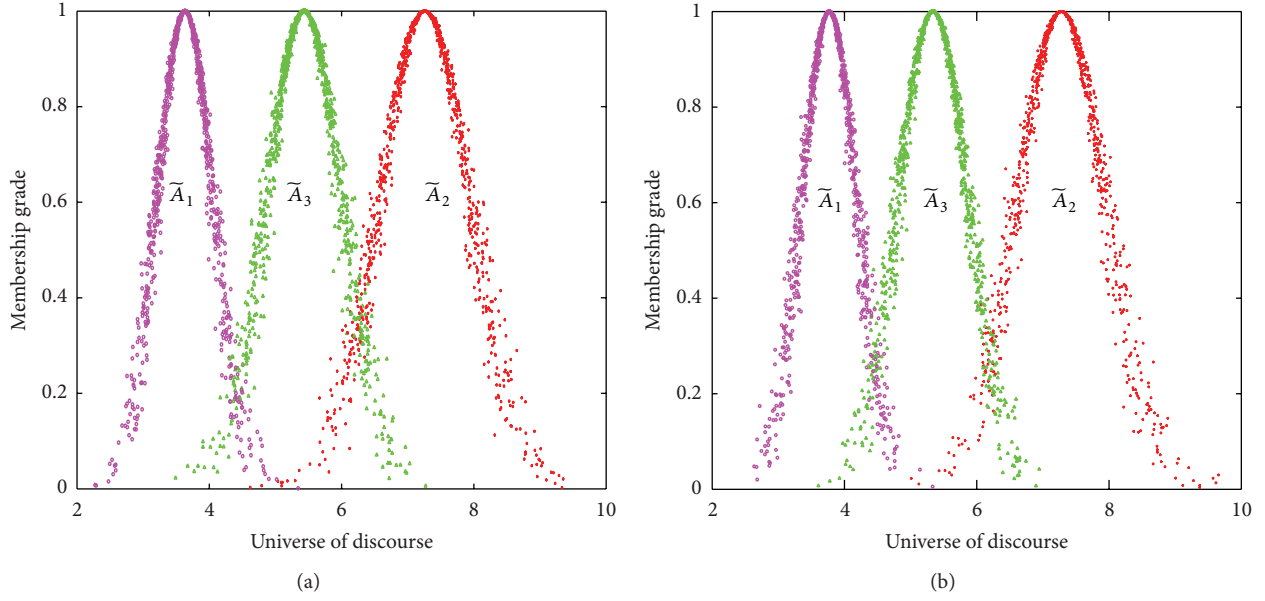 1
0.8
0.6
0.4
0.2
0
2
4
6
8
10
Membership grade
Universe of discourse
Ã₁
Ã₃
Ã₂
(a)
1
0.8
0.6
0.4
0.2
0
2
4
6
8
10
Membership grade
Universe of discourse
Ã₁
Ã₃
Ã₂
(b)